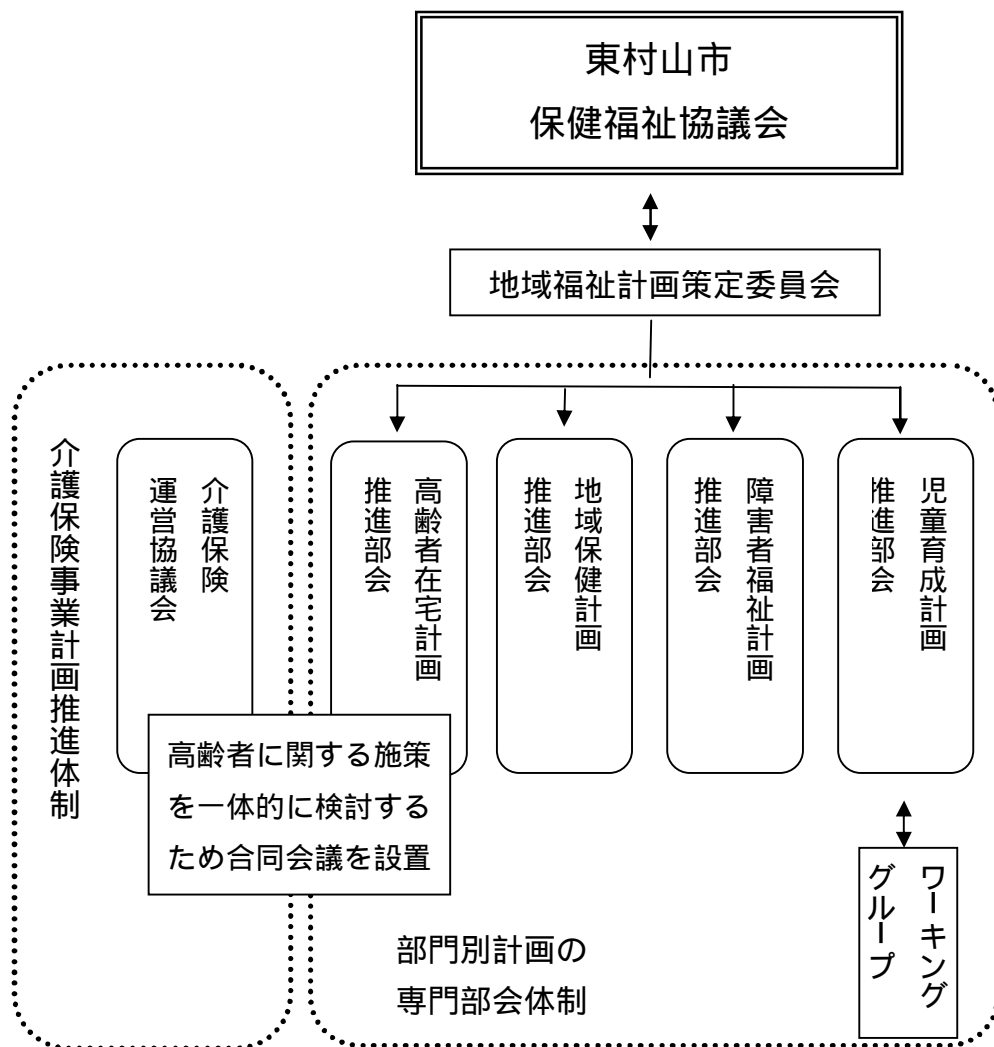 東村山市
保健福祉協議会
地域福祉計画策定委員会
介護保険事業計画推進体制
介護保険
運営協議会
高齢者在宅計画
推進部会
地域保健計画
推進部会
障害者福祉計画
推進部会
児童育成計画
推進部会
高齢者に関する施策
を一体的に検討する
ため合同会議を設置
ワーキング
グループ
部門別計画の
専門部会体制